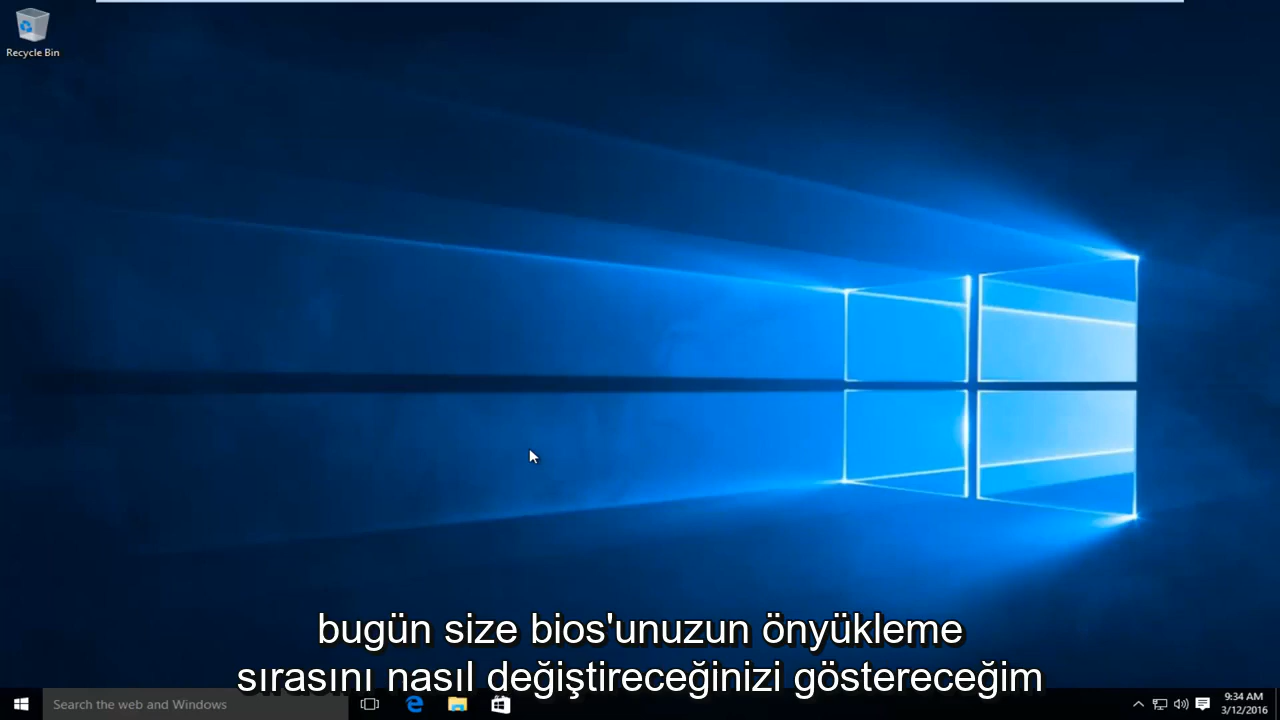 Recycle Bin
bugün size bios'unuzun önyükleme
sırasını nasıl değiştireceğinizi göstereceğim
Search the web and Windows
9:34 AM
3/12/2016